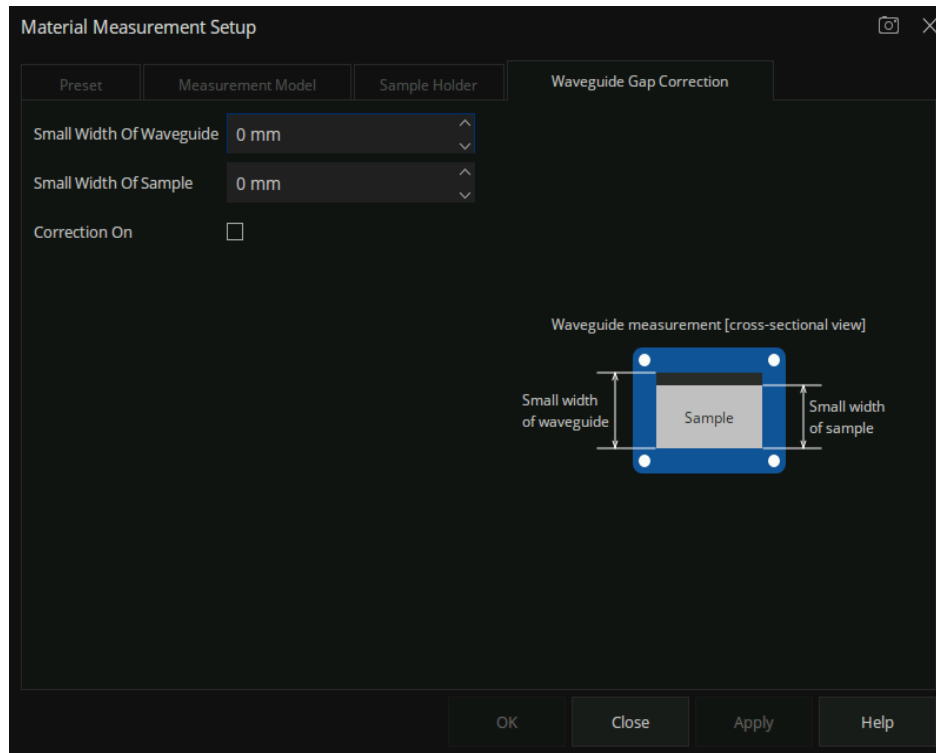 Material Measurement Setup
Preset
Measurement Model
Sample Holder
Waveguide Gap Correction
Small Width Of Waveguide
0 mm
Small Width Of Sample
0 mm
Correction On
Waveguide measurement [cross-sectional view]
Small width
of waveguide
Sample
Small width
of sample
OK
Close
Apply
Help